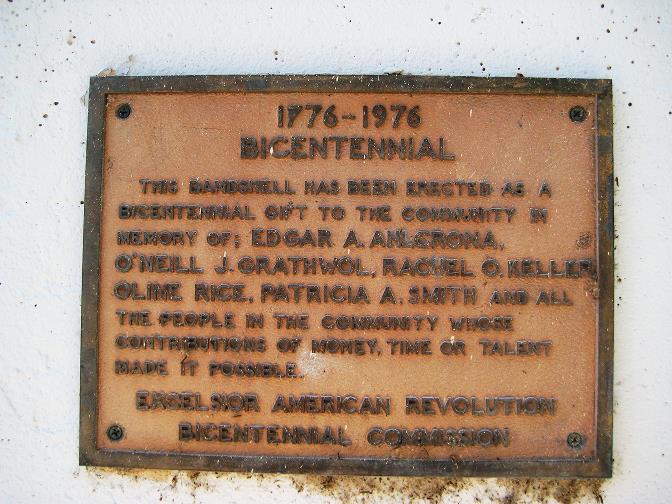 1776-1976
BICENTENNIAL
THIS BANDSHELL HAS BEEN ERECTED AS A
BICENTENNIAL GIFT TO THE COMMUNITY IN
MEMORY OF; EDGAR A. AHLCRONA,
O'NEILL J. GRATHWOL, RACHEL O. KELLER
OLINE RICE, PATRICIA A. SMITH AND ALL
THE PEOPLE IN THE COMMUNITY WHOSE
CONTRIBUTIONS OF MONEY, TIME OR TALENT
MADE IT POSSIBLE.
EXCELSIOR AMERICAN REVOLUTION
BICENTENNIAL COMMISSION